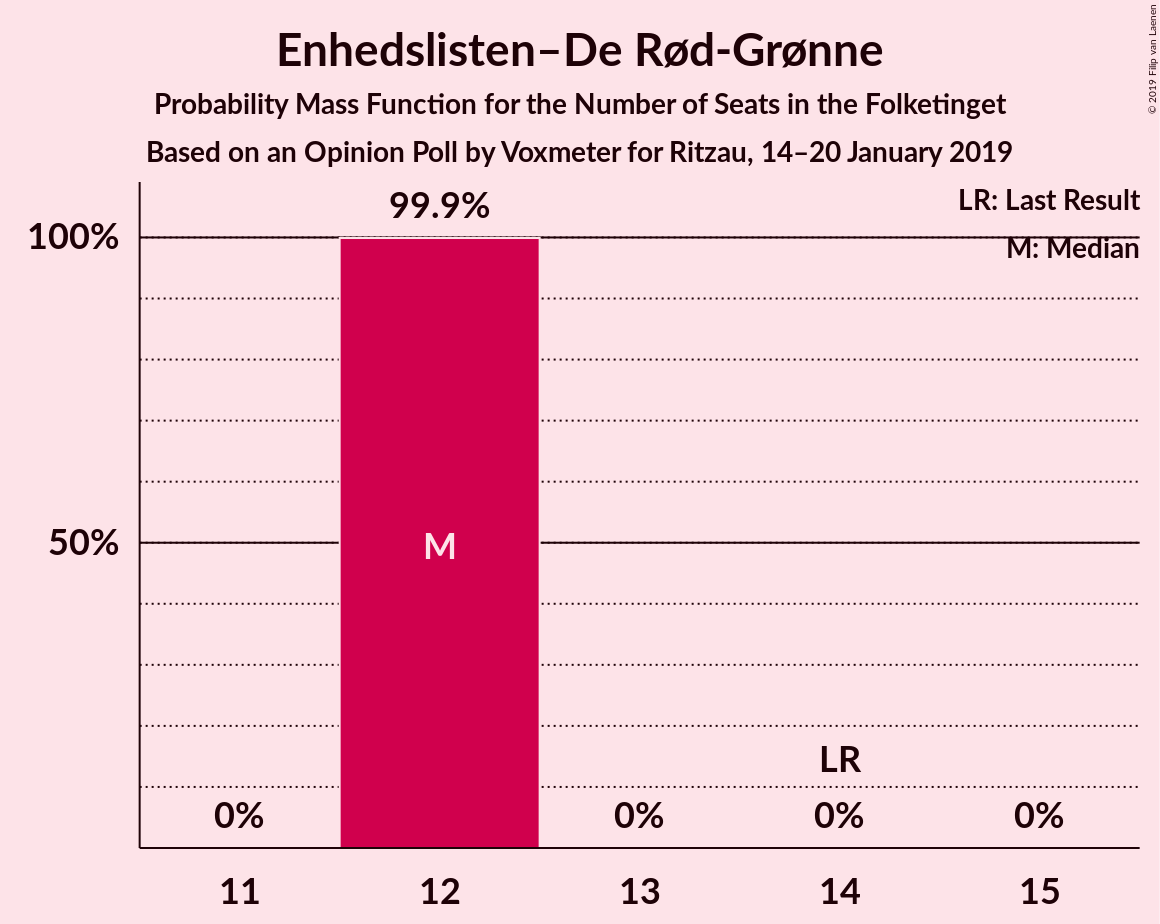 Enhedslisten–De Rød-Grønne
Probability Mass Function for the Number of Seats in the Folketinget
Based on an Opinion Poll by Voxmeter for Ritzau, 14–20 January 2019
© 2019 Filip van Laenen
LR: Last Result
M: Median
99.9%
100%
50%
M
LR
0%
0%
0%
0%
11
12
13
14
15